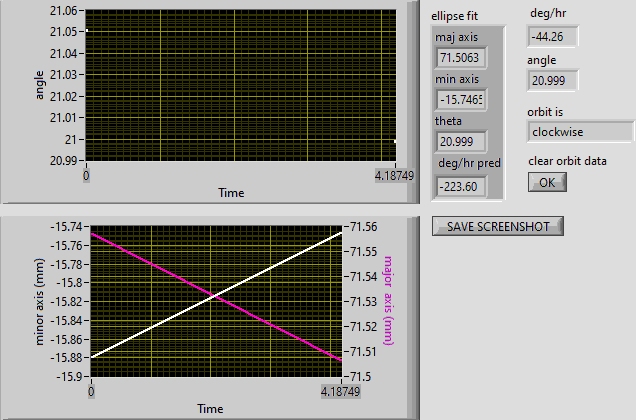 21.06
21.05
21.04
21.03
21.02
21.01
21
20.99
angle
0
4.18749
Time
ellipse fit
maj axis
71.5063
min axis
-15.7465
theta
20.999
deg/hr pred
-223.60
deg/hr
-44.26
angle
20.999
orbit is
clockwise
clear orbit data
OK
SAVE SCREENSHOT
-15.74
-15.76
-15.78
-15.8
-15.82
-15.84
-15.86
-15.88
-15.9
minor axis (mm)
71.56
71.55
71.54
71.53
71.52
71.51
71.5
major axis (mm)
0
4.18749
Time